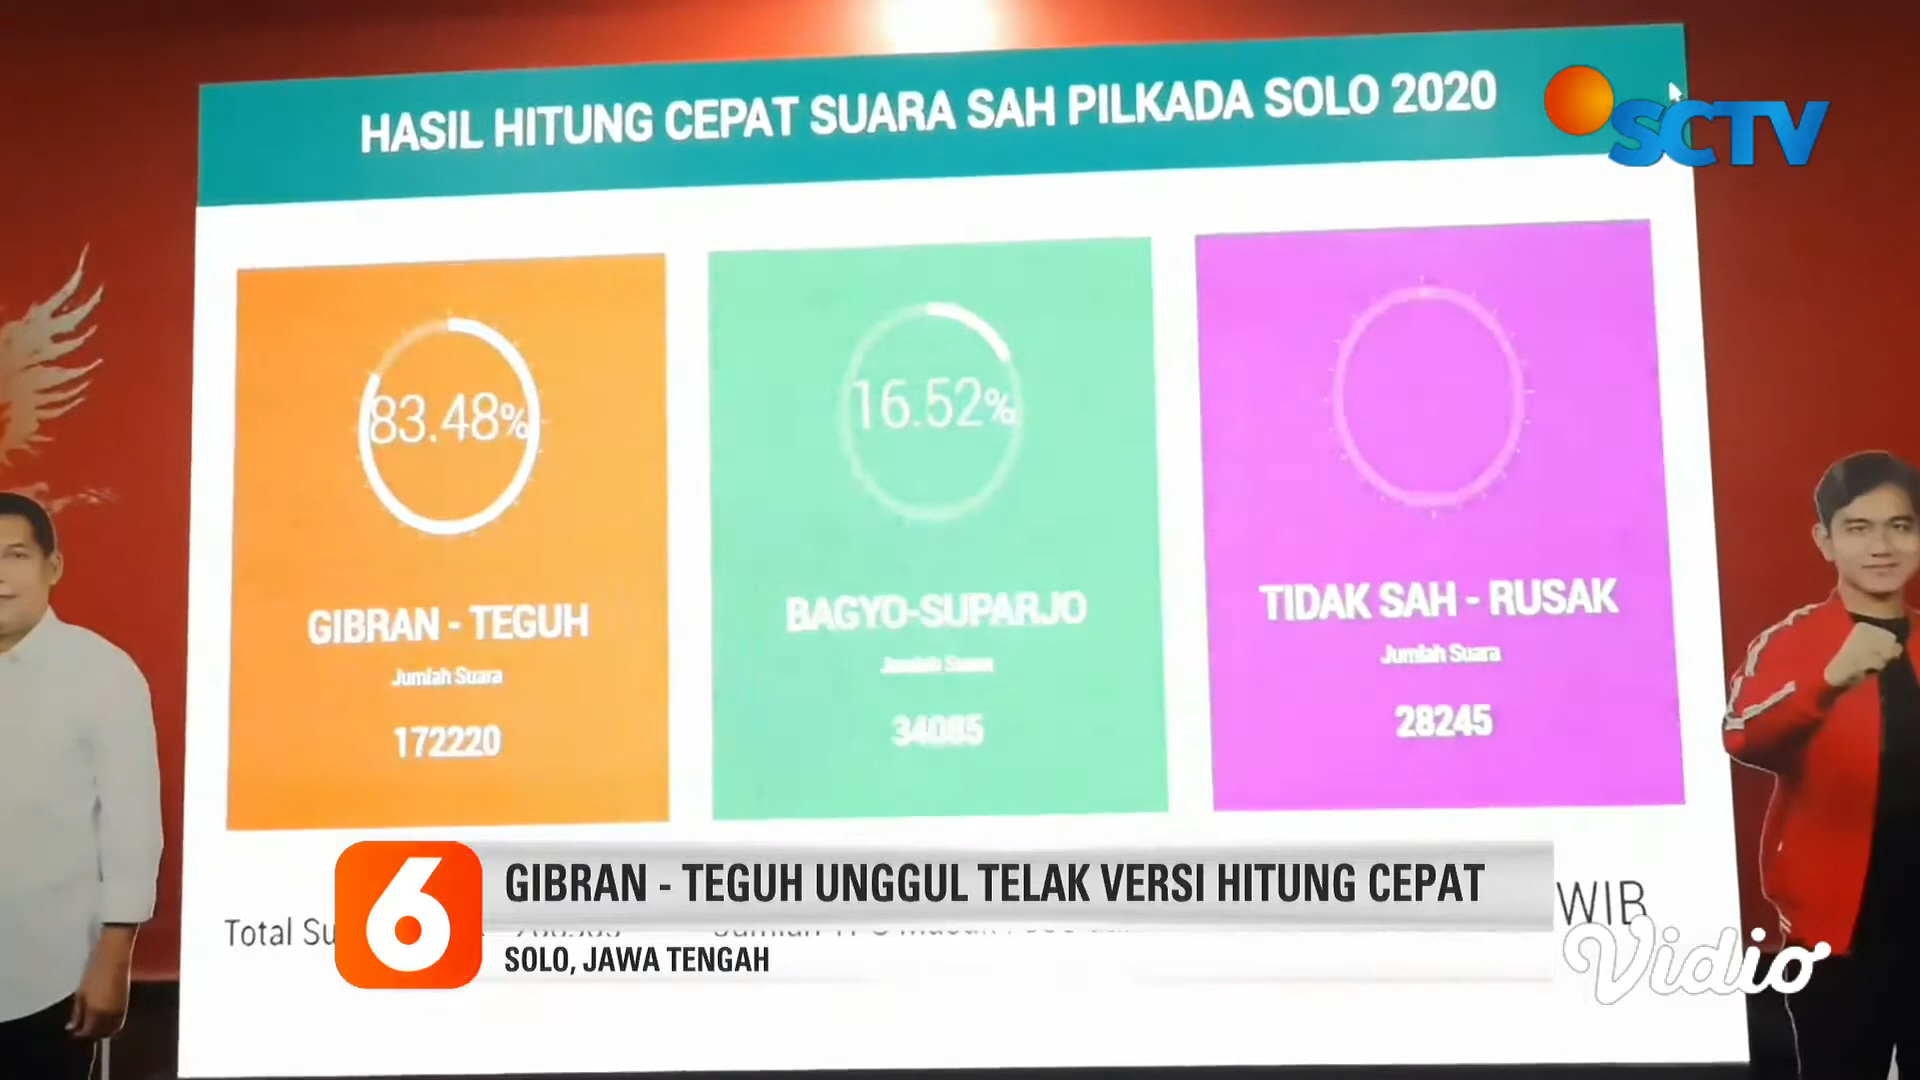 HASIL HITUNG CEPAT SUARA SAH PILKADA SOLO 2020
SCTV
83.48%
16.52%
GIBRAN - TEGUH
BAGYO-SUPARJO
TIDAK SAH - RUSAK
Jumlah Suara
Jumlah Suara
Jumlah Suara
172220
34085
28245
6
GIBRAN - TEGUH UNGGUL TELAK VERSI HITUNG CEPAT
WIB
Total
SOLO, JAWA TENGAH
Vidio